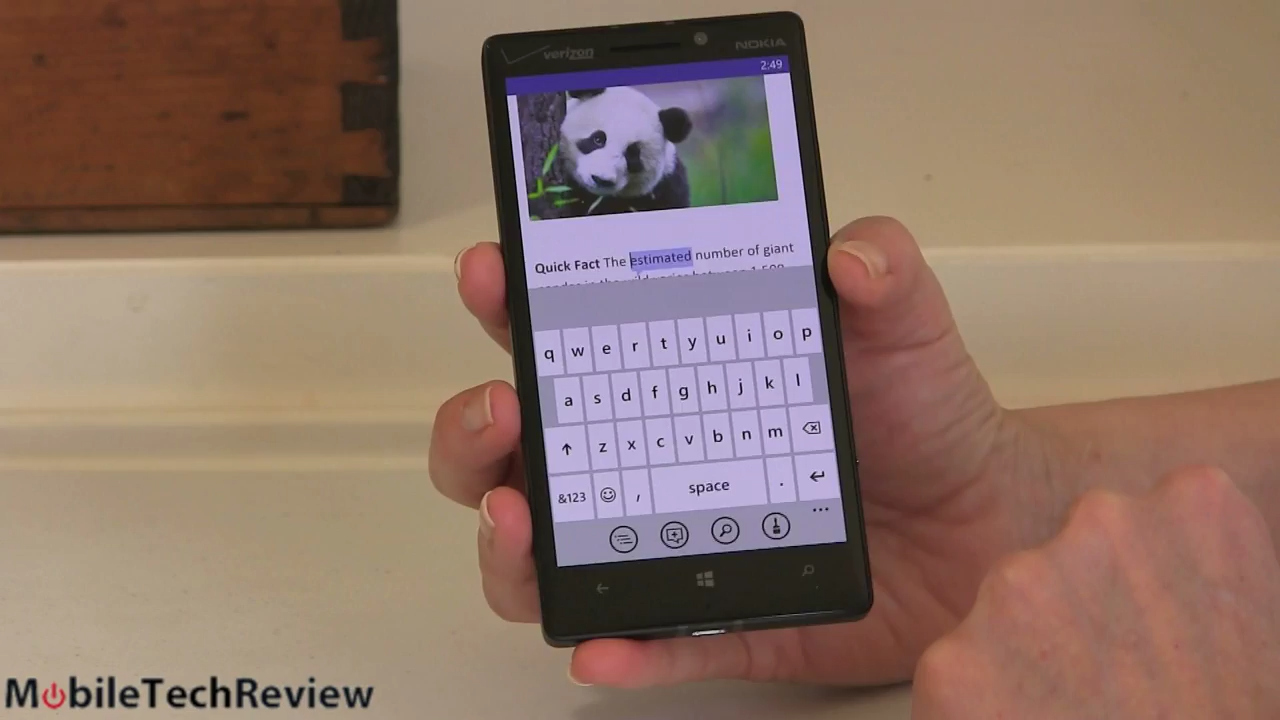 verizon
NOKIA
2:49
Quick Fact The estimated number of giant
q w e r t y u i o p
a s d f g h j k l
z x c v b n m
&123 , space .
MobileTechReview